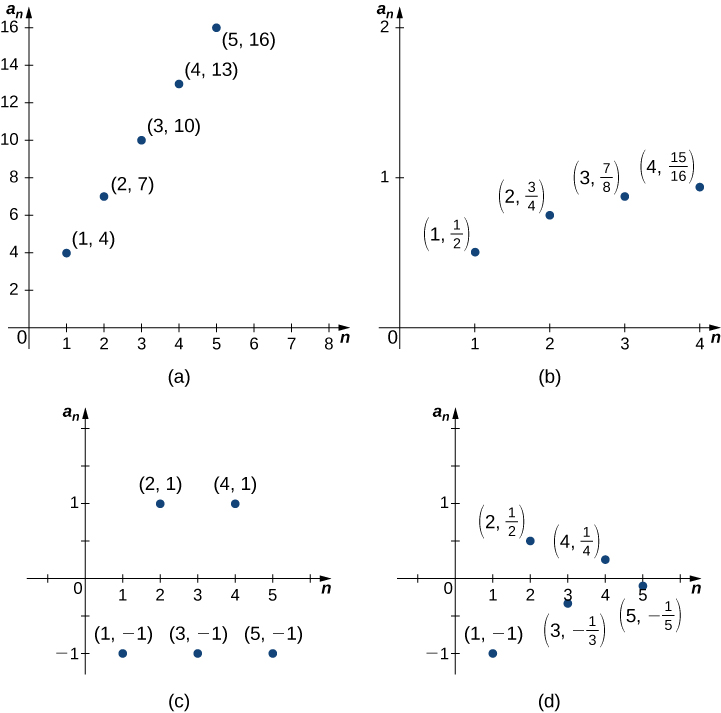 aₙ
16
14
12
10
8
6
4
2
0
1 2 3 4 5 6 7 8 n
(5, 16)
(4, 13)
(3, 10)
(2, 7)
(1, 4)
(a)
aₙ
2
1
0
1 2 3 4 n
(1, 1/2)
(2, 3/4)
(3, 7/8)
(4, 15/16)
(b)
aₙ
1
0
−1
1 2 3 4 5 n
(2, 1) (4, 1)
(1, −1) (3, −1) (5, −1)
(c)
aₙ
1
0
−1
1 2 3 4 5 n
(2, 1/2)
(4, 1/4)
(1, −1)
(3, −1/3)
(5, −1/5)
(d)